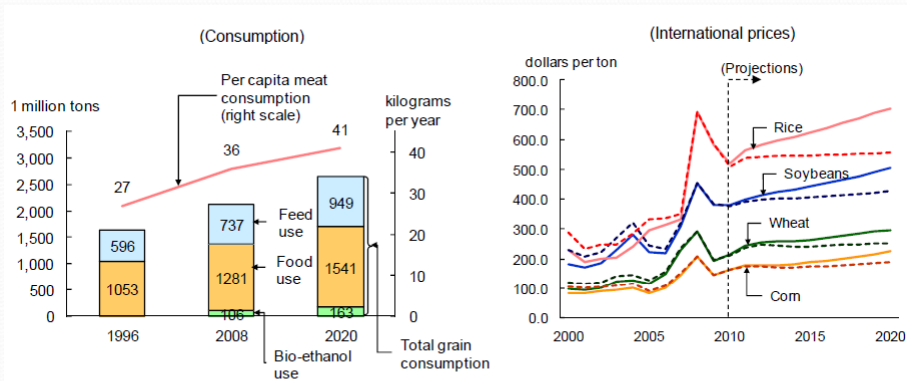 (Consumption)
Per capita meat
consumption
(right scale)
1 million tons
kilograms
per year
3,500
3,000
2,500
2,000
1,500
1,000
500
0
40
30
20
10
0
27
36
41
596
1053
737
1281
106
949
1541
163
Feed
use
Food
use
1996
2008
2020
Bio-ethanol
use
Total grain
consumption
(International prices)
dollars per ton
(Projections)
800.0
700.0
600.0
500.0
400.0
300.0
200.0
100.0
0.0
Rice
Soybeans
Wheat
Corn
2000
2005
2010
2015
2020